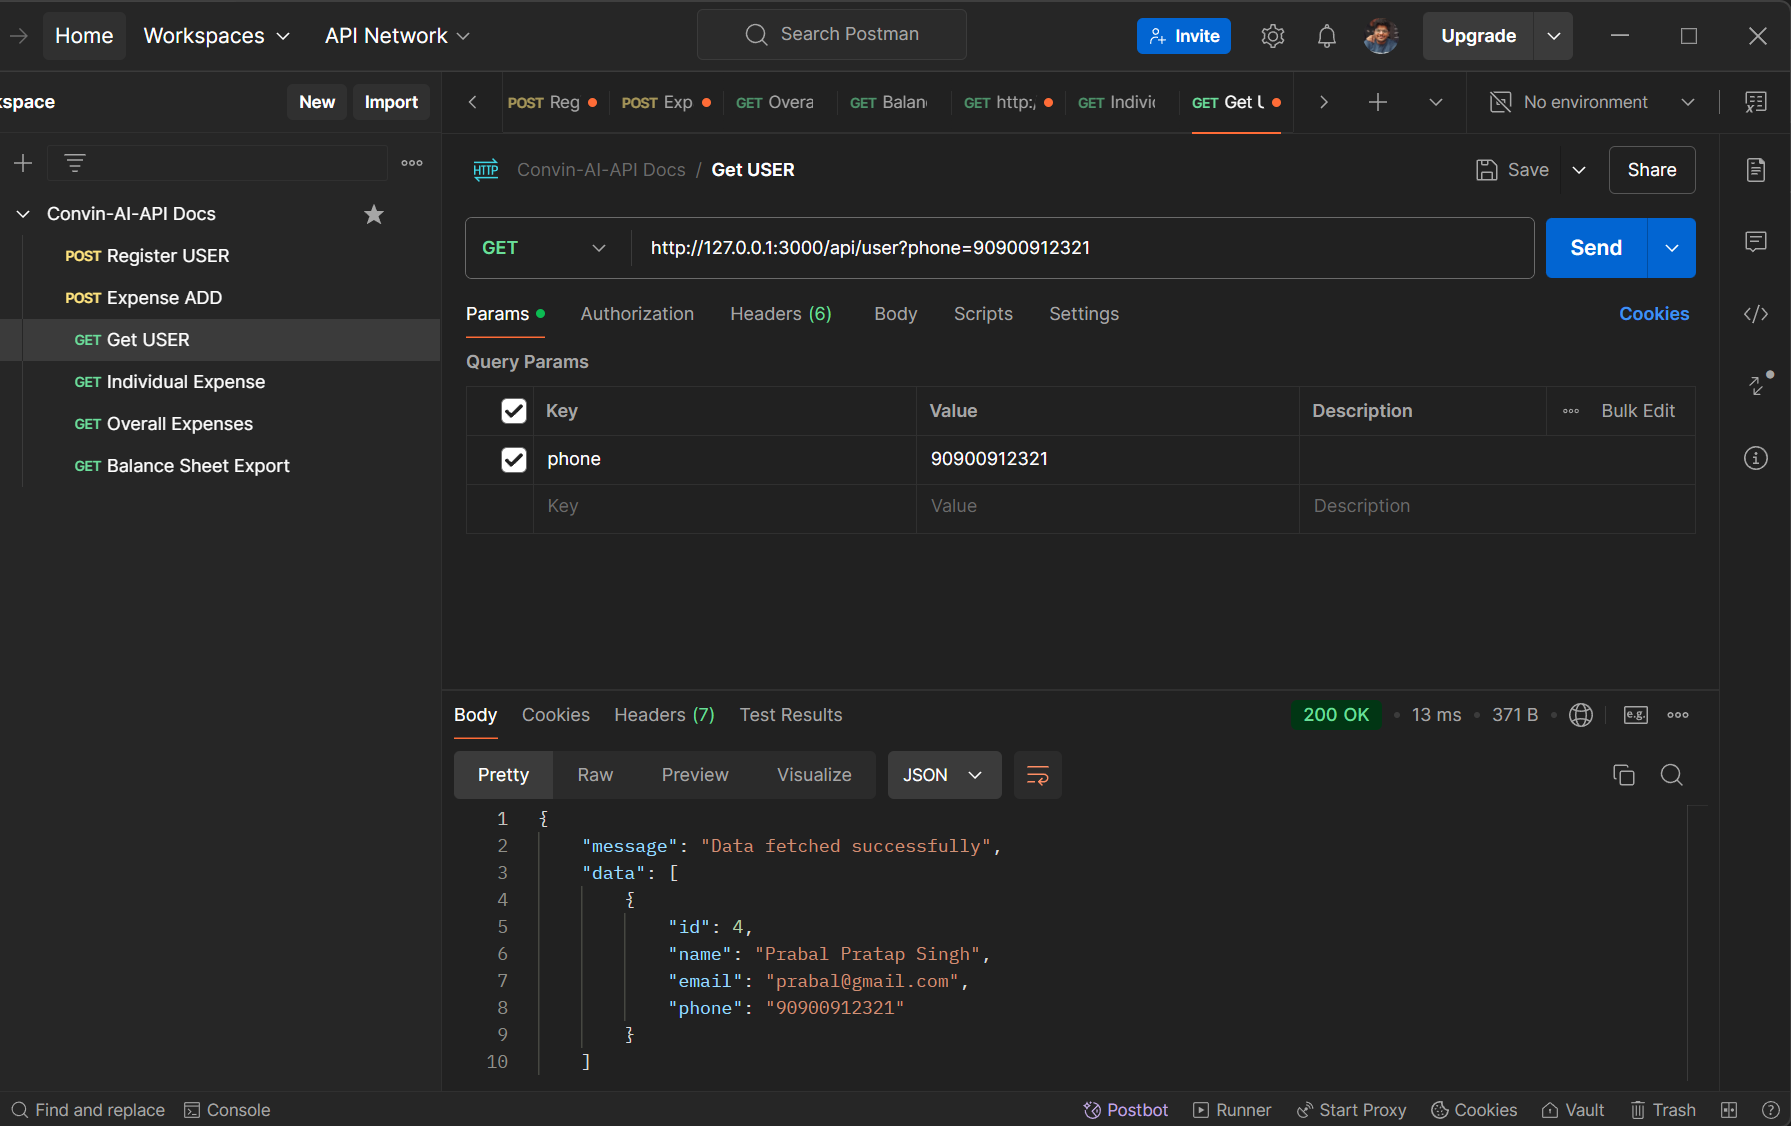 Home Workspaces API Network Search Postman Invite Upgrade
kspace New Import POST Reg POST Exp GET Overa GET Balan GET http:, GET Indivi GET Get U No environment
HTTP Convin-AI-API Docs / Get USER Save Share
Convin-AI-API Docs
POST Register USER
POST Expense ADD
GET Get USER
GET Individual Expense
GET Overall Expenses
GET Balance Sheet Export
GET http://127.0.0.1:3000/api/user?phone=90900912321 Send
Params Authorization Headers (6) Body Scripts Settings Cookies
Query Params
Key Value Description Bulk Edit
phone 90900912321
Key Value Description
Body Cookies Headers (7) Test Results 200 OK 13 ms 371 B e.g.
Pretty Raw Preview Visualize JSON
1 {
2 "message": "Data fetched successfully",
3 "data": [
4 {
5 "id": 4,
6 "name": "Prabal Pratap Singh",
7 "email": "prabal@gmail.com",
8 "phone": "90900912321"
9 }
10 ]
Find and replace Console Postbot Runner Start Proxy Cookies Vault Trash